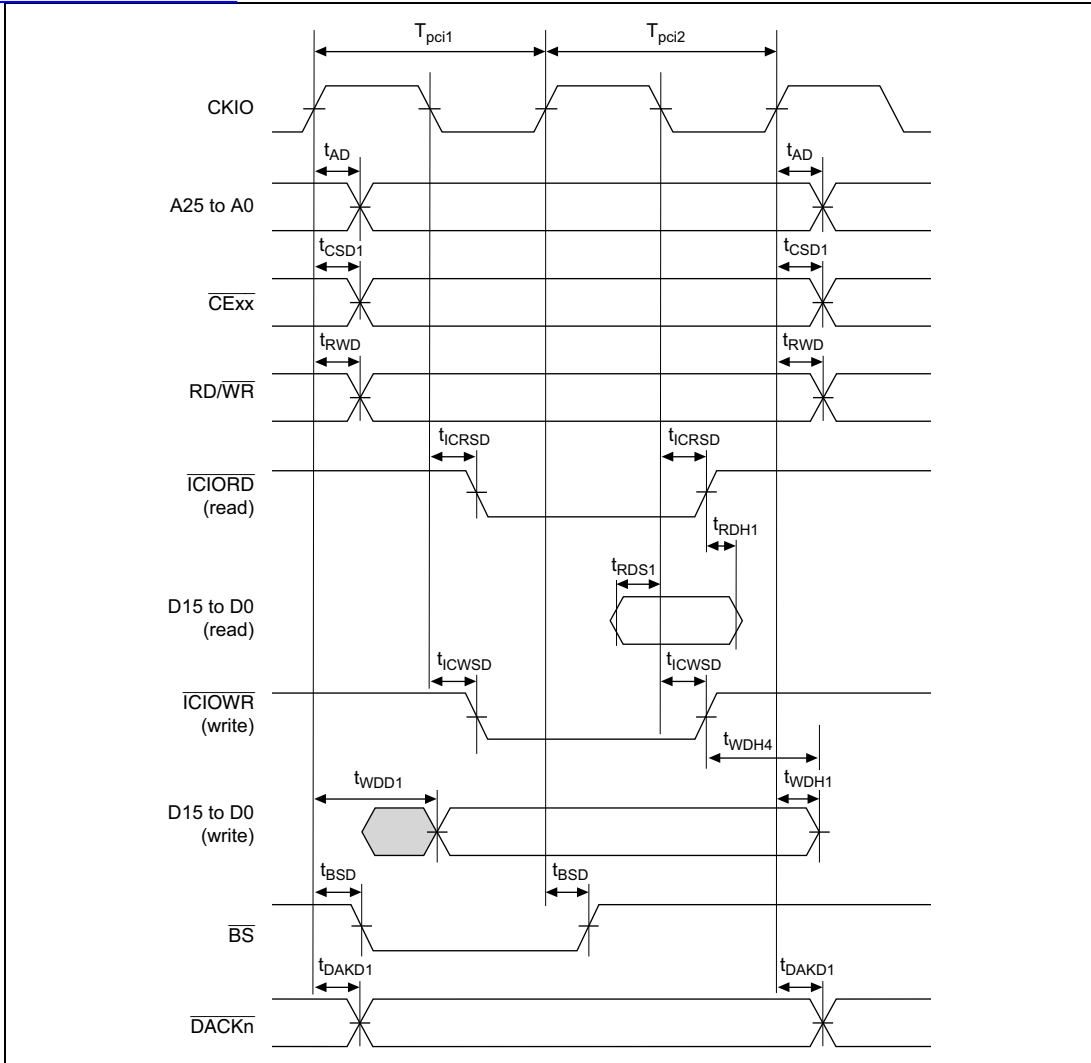 Tpci1 Tpci2
CKIO
tAD tAD
A25 to A0
tCSD1 tCSD1
CExx
tRWD tRWD
RD/WR
tICRSD tICRSD
ICIORD
(read)
tRDH1
tRDS1
D15 to D0
(read)
tICWSD tICWSD
ICIOWR
(write)
tWDH4
tWDD1 tWDH1
D15 to D0
(write)
tBSD tBSD
BS
tDAKD1 tDAKD1
DACKn